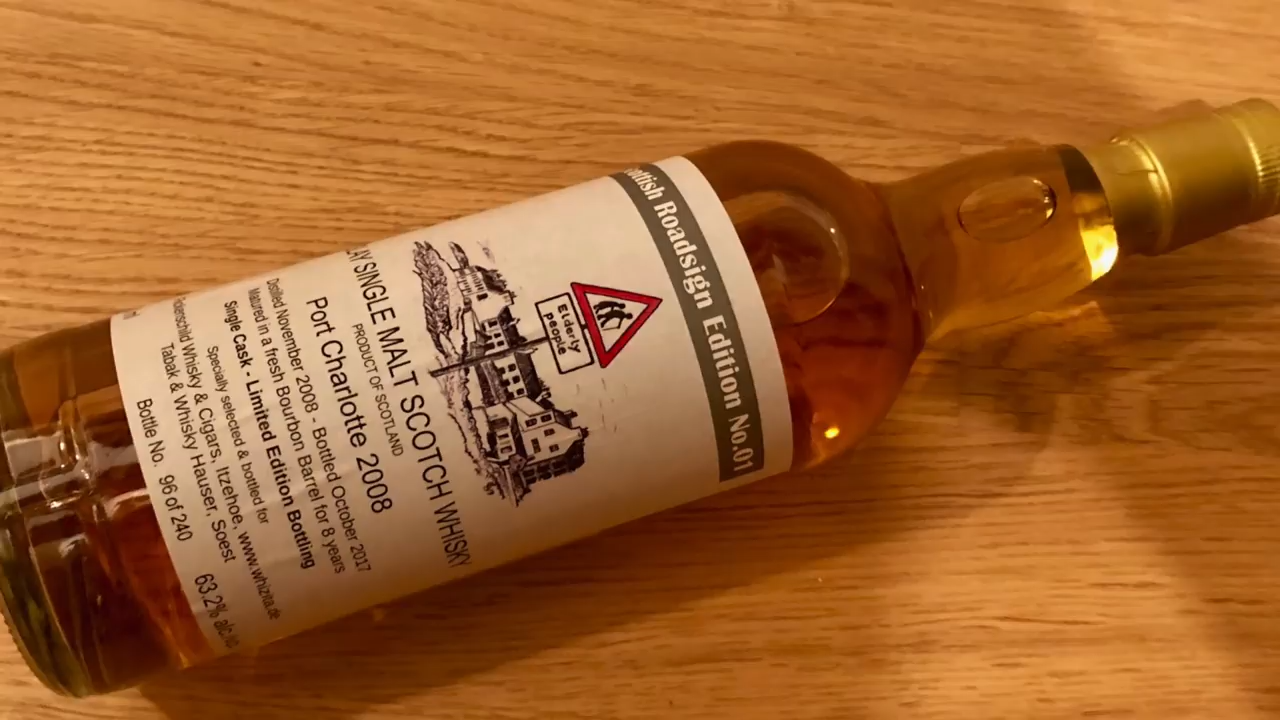 Scottish Roadsign Edition No.01
Elderly
people
ISLAY SINGLE MALT SCOTCH WHISKY
PRODUCT OF SCOTLAND
Port Charlotte 2008
Distilled November 2008 - Bottled October 2017
Matured in a fresh Bourbon Barrel for 8 years
Single Cask - Limited Edition Bottling
Specially selected & bottled for
Whisky & Cigars, Itzehoe, www.whizita.de
Tabak & Whisky Hauser, Soest
Bottle No. 96 of 240 63.2%